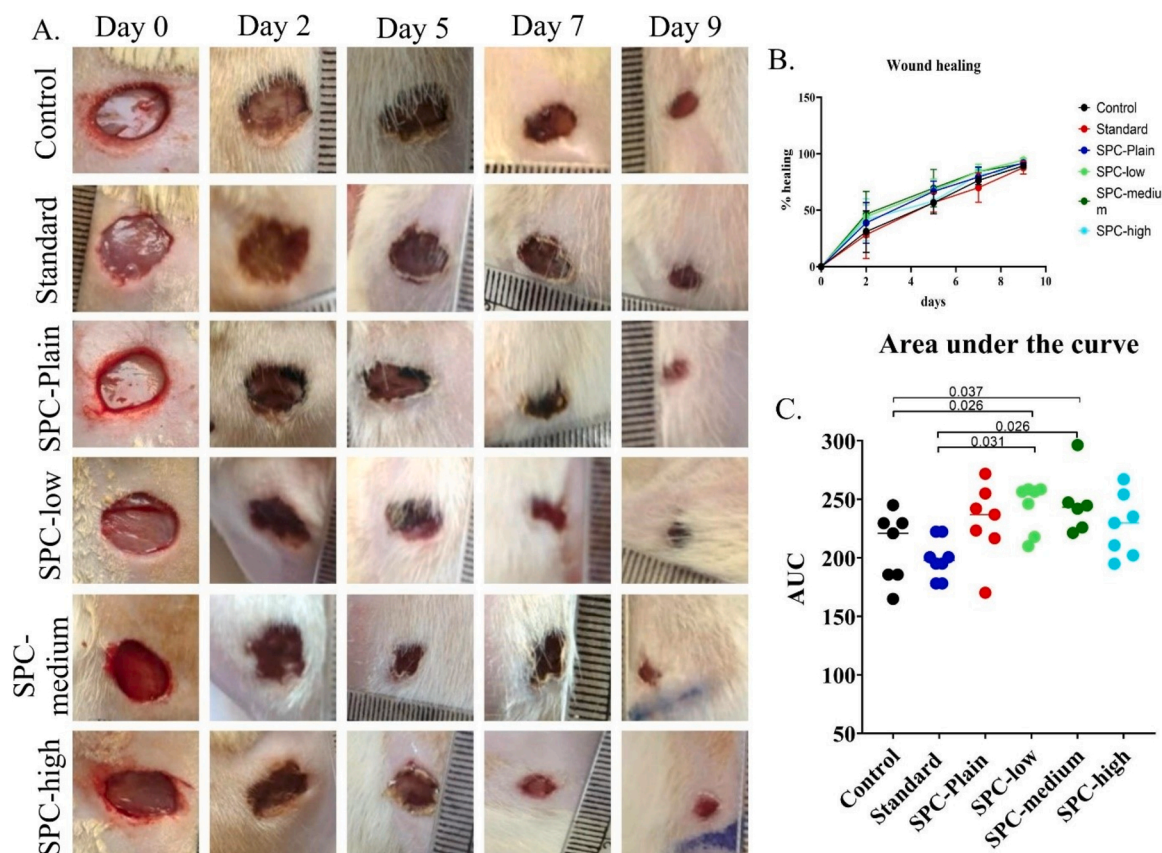 A.
Day 0 Day 2 Day 5 Day 7 Day 9
Control
Standard
SPC-Plain
SPC-low
SPC-
medium
SPC-high
B.
Wound healing
% healing
150
100
50
0
0 2 4 6 8 10
days
Control
Standard
SPC-Plain
SPC-low
SPC-mediu
m
SPC-high
Area under the curve
C.
0.037
0.026
0.026
0.031
AUC
300
250
200
150
100
50
Control
Standard
SPC-Plain
SPC-low
SPC-medium
SPC-high